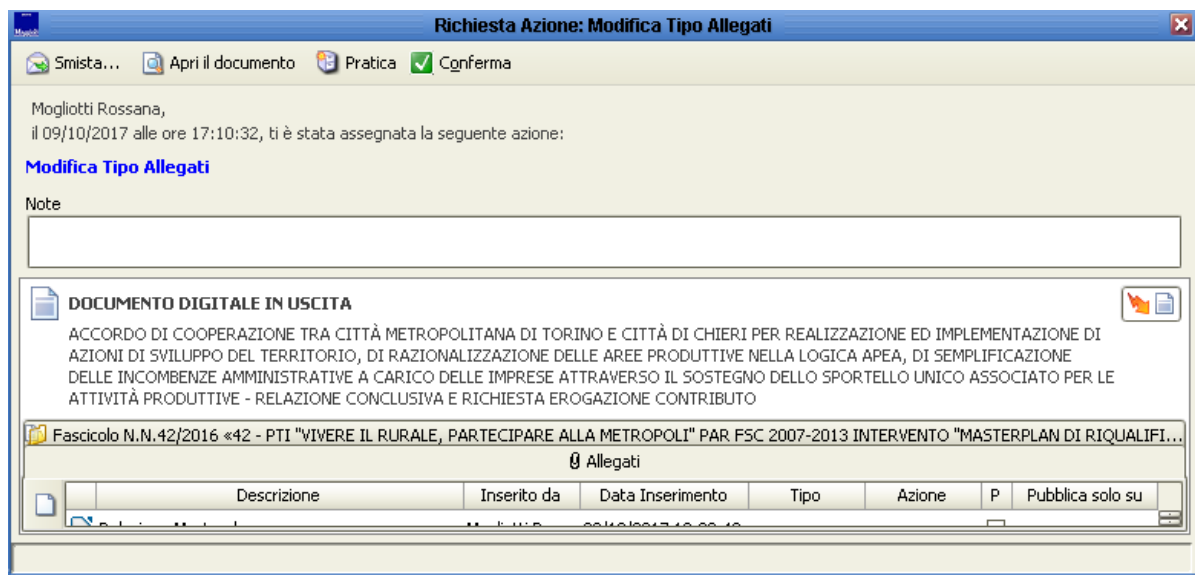 Richiesta Azione: Modifica Tipo Allegati
Smista... Apri il documento Pratica Conferma
Mogliotti Rossana,
il 09/10/2017 alle ore 17:10:32, ti è stata assegnata la seguente azione:
Modifica Tipo Allegati
Note
DOCUMENTO DIGITALE IN USCITA
ACCORDO DI COOPERAZIONE TRA CITTÀ METROPOLITANA DI TORINO E CITTÀ DI CHIERI PER REALIZZAZIONE ED IMPLEMENTAZIONE DI
AZIONI DI SVILUPPO DEL TERRITORIO, DI RAZIONALIZZAZIONE DELLE AREE PRODUTTIVE NELLA LOGICA APEA, DI SEMPLIFICAZIONE
DELLE INCOMBENZE AMMINISTRATIVE A CARICO DELLE IMPRESE ATTRAVERSO IL SOSTEGNO DELLO SPORTELLO UNICO ASSOCIATO PER LE
ATTIVITÀ PRODUTTIVE - RELAZIONE CONCLUSIVA E RICHIESTA EROGAZIONE CONTRIBUTO
Fascicolo N.N.42/2016 «42 - PTI "VIVERE IL RURALE, PARTECIPARE ALLA METROPOLI" PAR FSC 2007-2013 INTERVENTO "MASTERPLAN DI RIQUALIFI...
Allegati
Descrizione Inserito da Data Inserimento Tipo Azione P Pubblica solo su